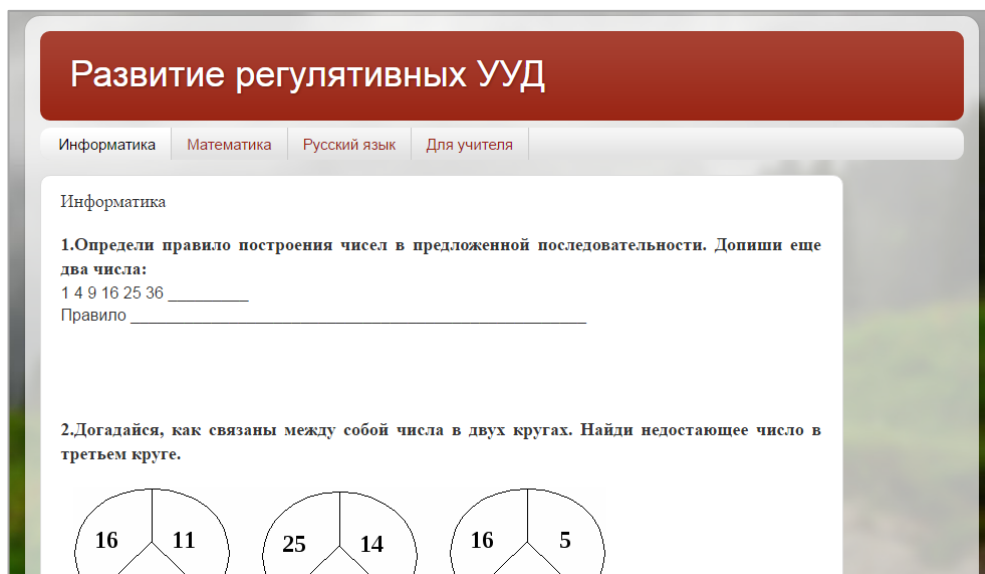 Развитие регулятивных УУД
Информатика Математика Русский язык Для учителя
Информатика
1.Определи правило построения чисел в предложенной последовательности. Допиши еще
два числа:
1 4 9 16 25 36 _________
Правило ___________________________________________________
2.Догадайся, как связаны между собой числа в двух кругах. Найди недостающее число в
третьем круге.
16 11 25 14 16 5